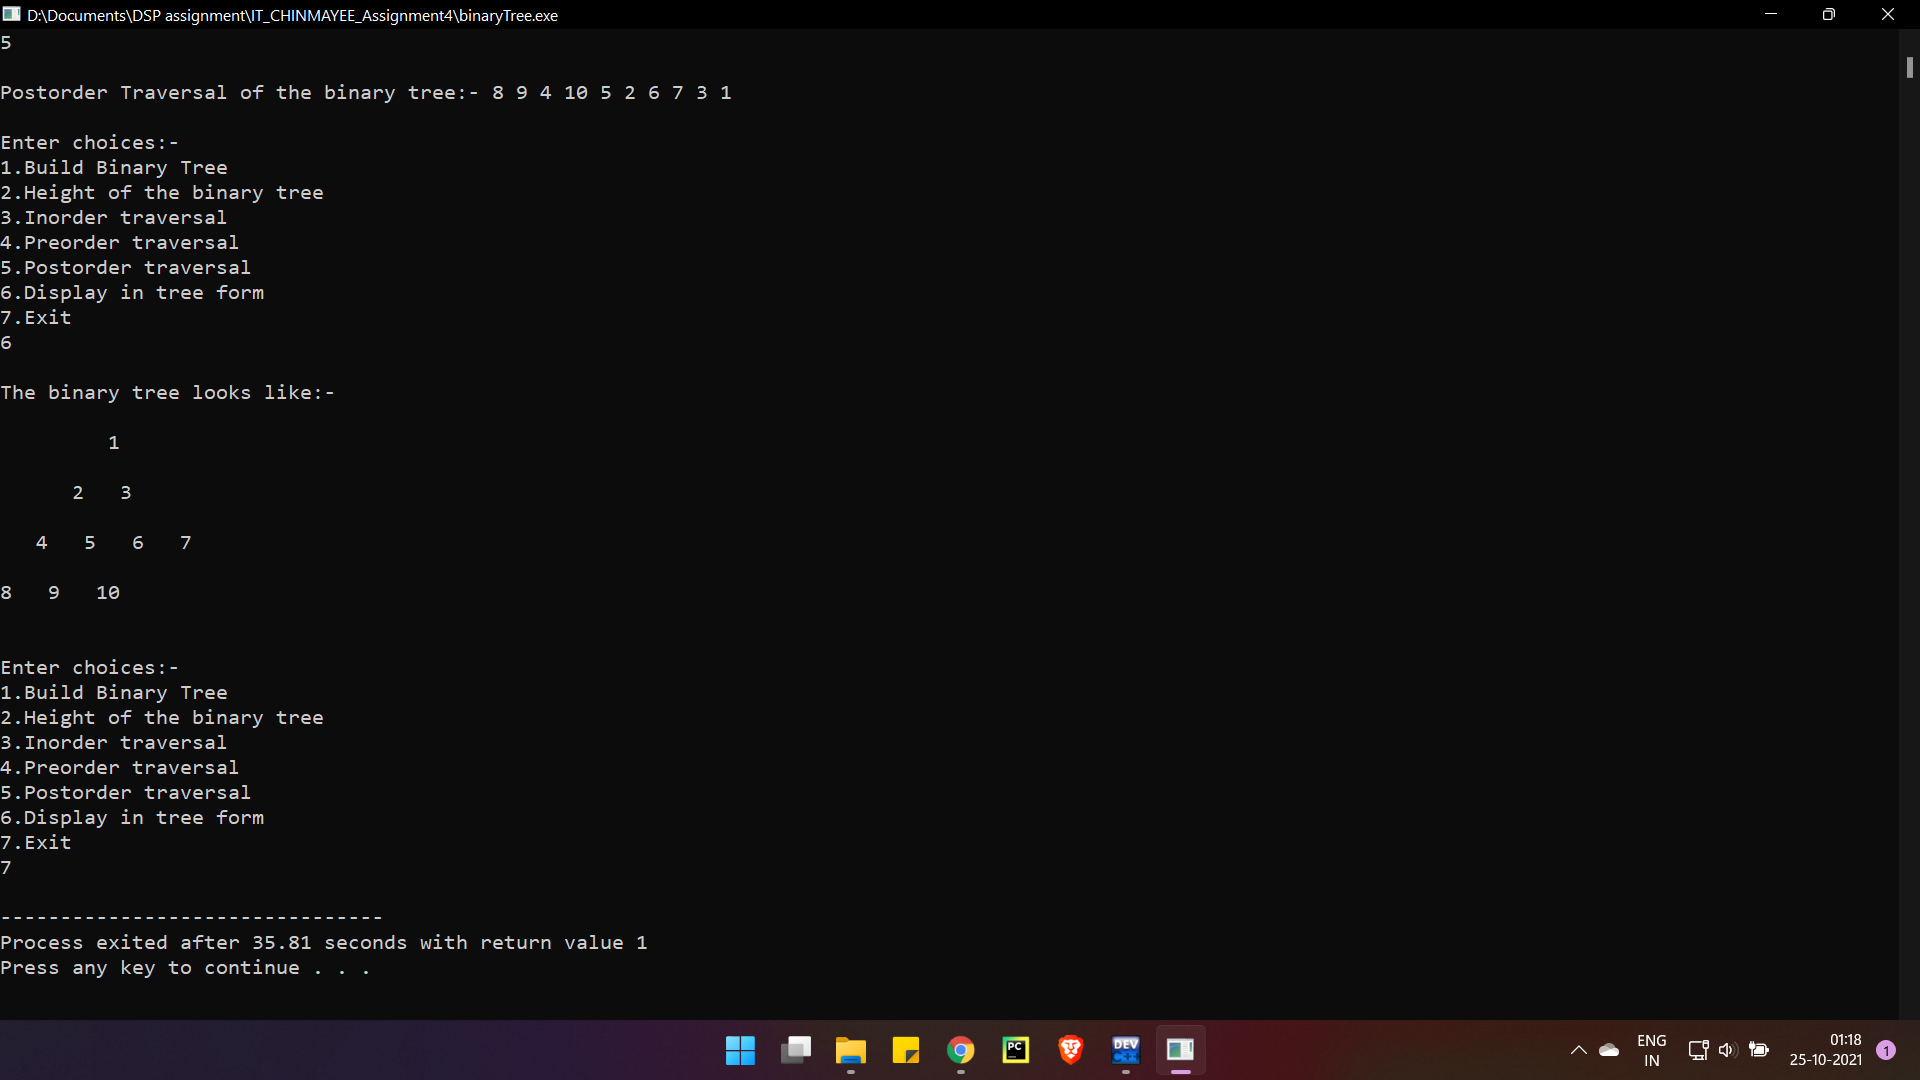 D:\Documents\DSP assignment\IT_CHINMAYEE_Assignment4\binaryTree.exe
5
Postorder Traversal of the binary tree:- 8 9 4 10 5 2 6 7 3 1
Enter choices:-
1.Build Binary Tree
2.Height of the binary tree
3.Inorder traversal
4.Preorder traversal
5.Postorder traversal
6.Display in tree form
7.Exit
6
The binary tree looks like:-
1
2 3
4 5 6 7
8 9 10
Enter choices:-
1.Build Binary Tree
2.Height of the binary tree
3.Inorder traversal
4.Preorder traversal
5.Postorder traversal
6.Display in tree form
7.Exit
7
--------------------------------
Process exited after 35.81 seconds with return value 1
Press any key to continue . . .
PC
DEV
C++
ENG
IN
01:18
25-10-2021
1